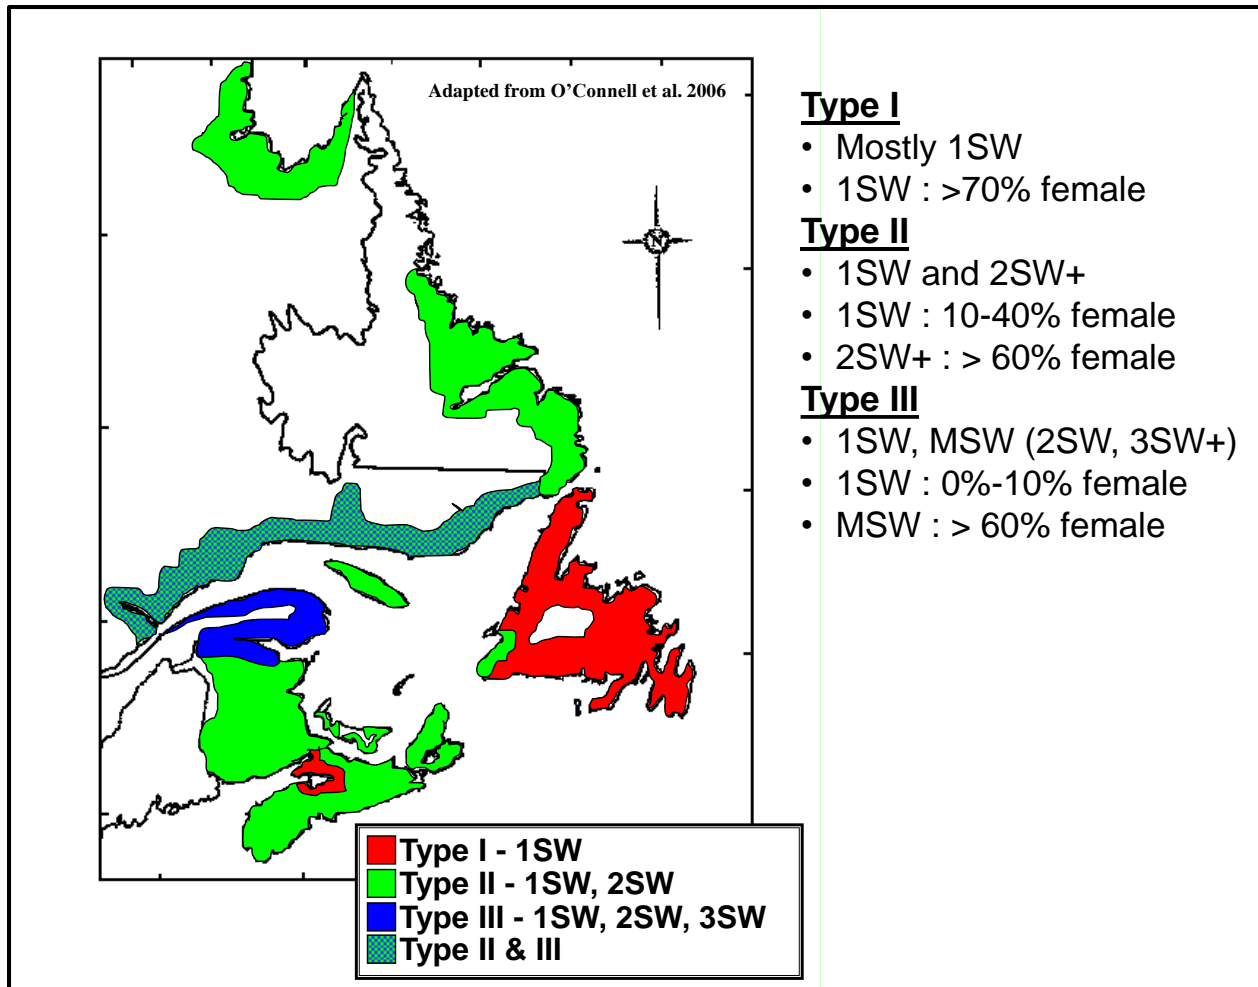 Adapted from O'Connell et al. 2006
N
Type I
• Mostly 1SW
• 1SW : >70% female
Type II
• 1SW and 2SW+
• 1SW : 10-40% female
• 2SW+ : > 60% female
Type III
• 1SW, MSW (2SW, 3SW+)
• 1SW : 0%-10% female
• MSW : > 60% female
Type I - 1SW
Type II - 1SW, 2SW
Type III - 1SW, 2SW, 3SW
Type II & III